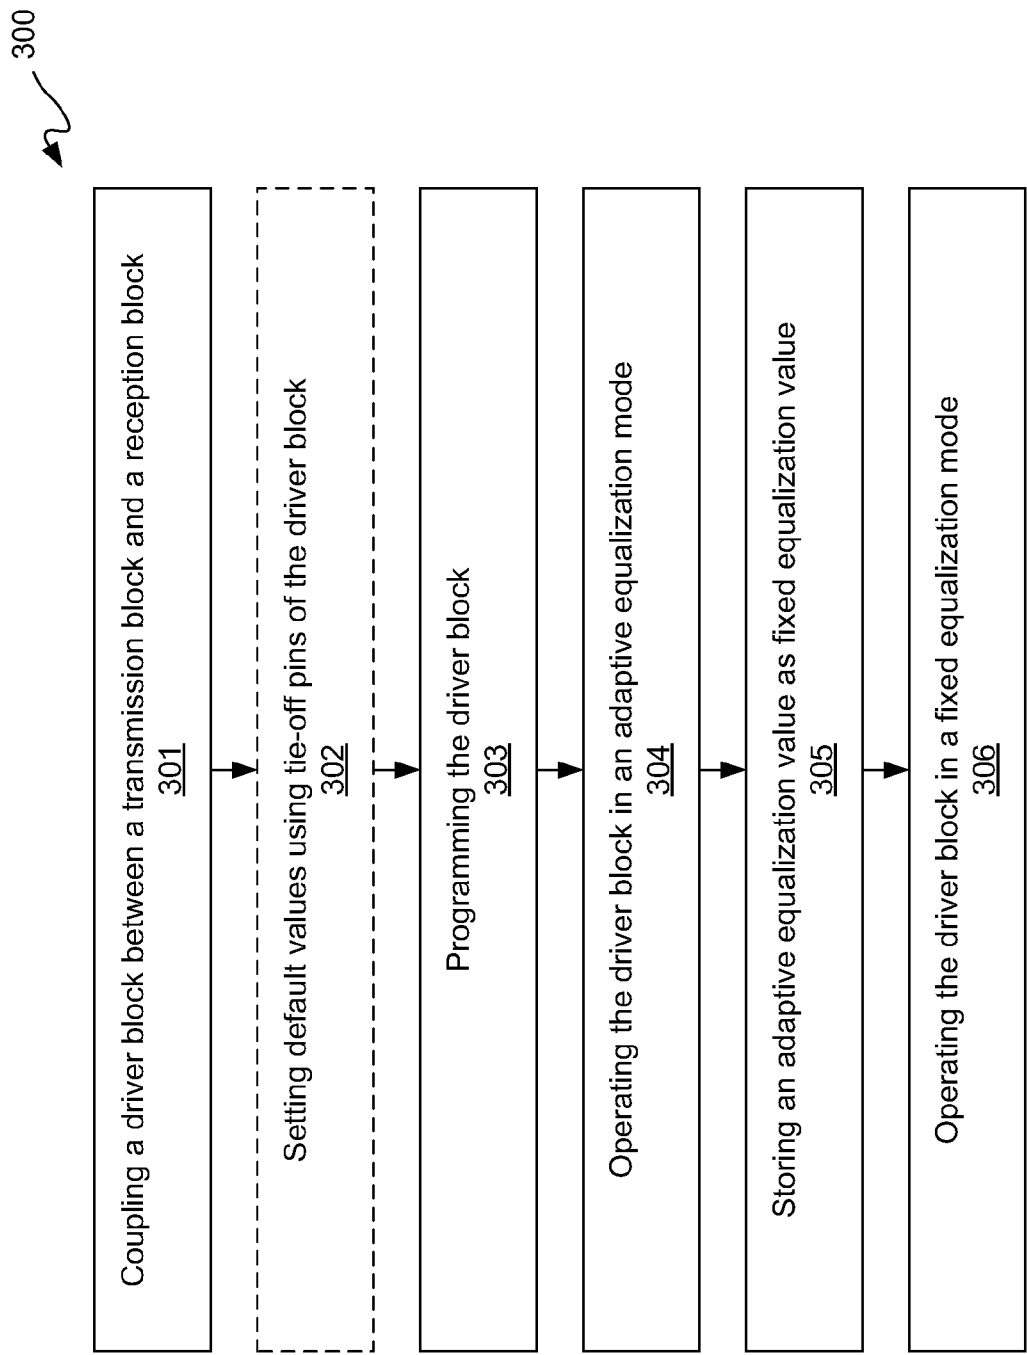 300
Coupling a driver block between a transmission block and a reception block
301
Setting default values using tie-off pins of the driver block
302
Programming the driver block
303
Operating the driver block in an adaptive equalization mode
304
Storing an adaptive equalization value as fixed equalization value
305
Operating the driver block in a fixed equalization mode
306